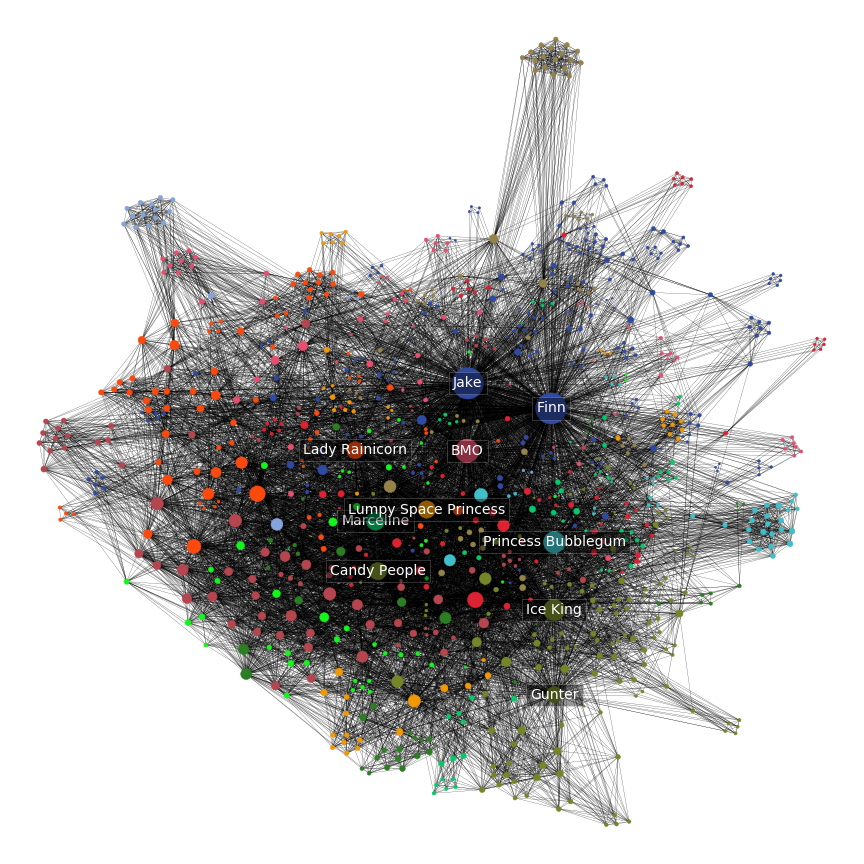 Jake
Finn
Lady Rainicorn
BMO
Lumpy Space Princess
Marceline
Princess Bubblegum
Candy People
Ice King
Gunter